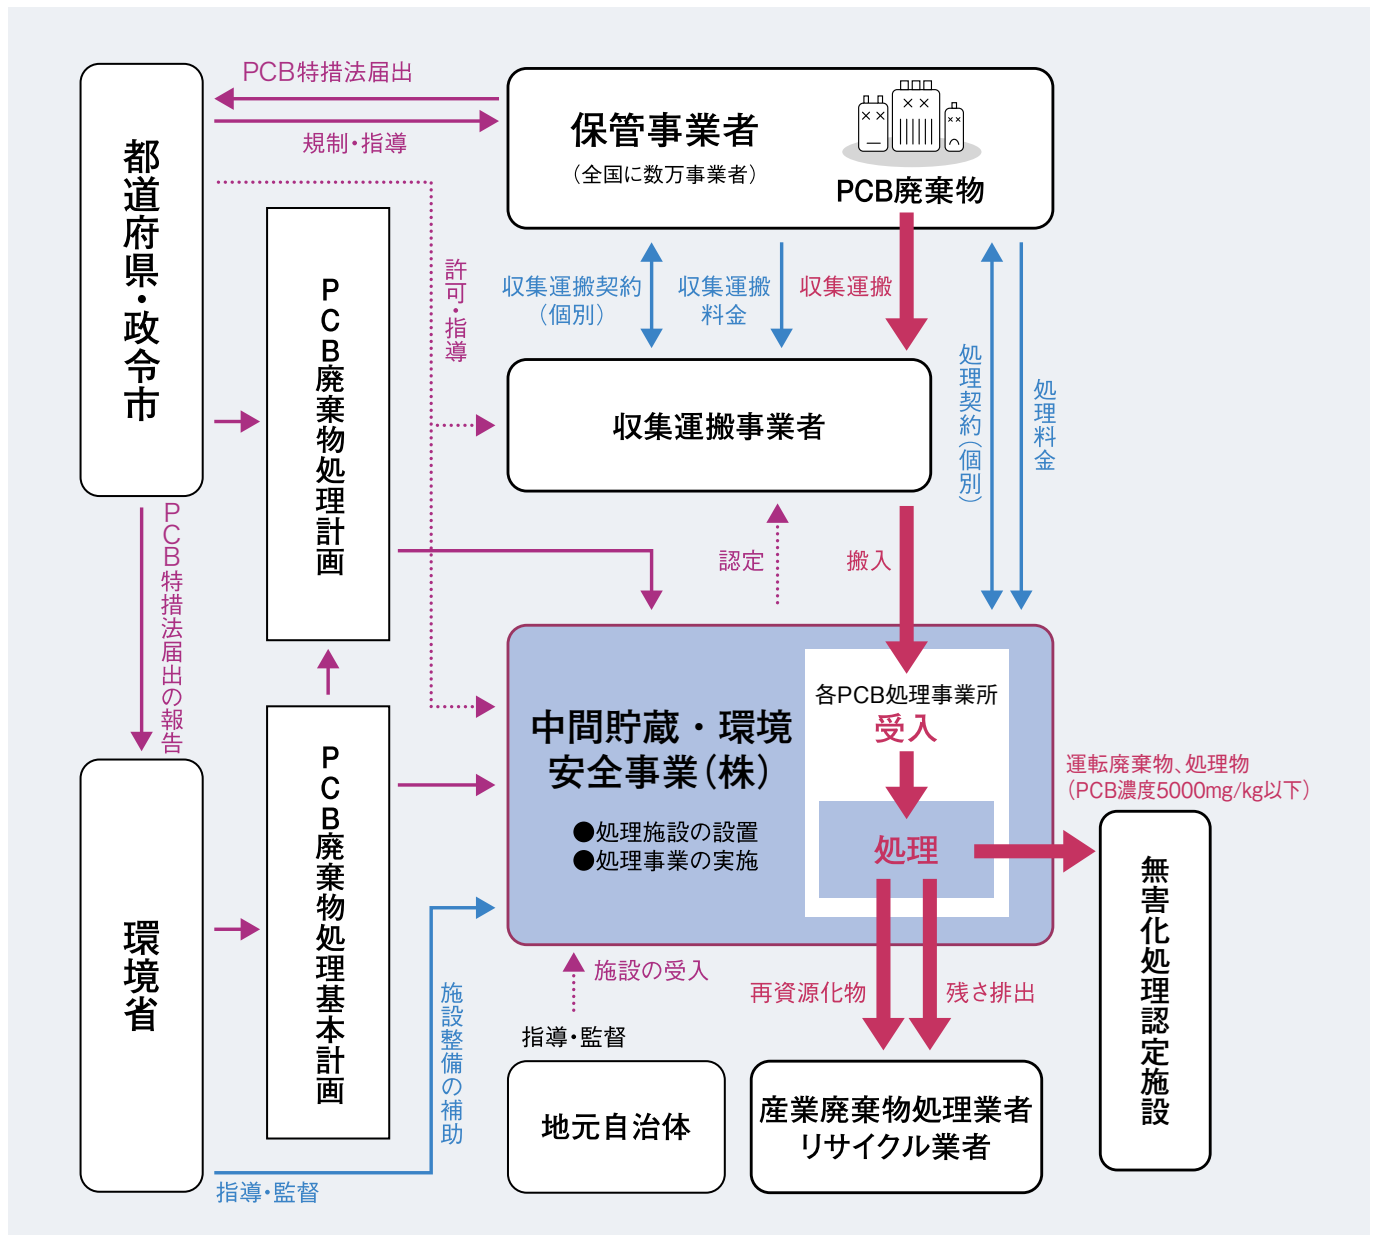 都道府県・政令市
PCB特措法届出
規制・指導
保管事業者
（全国に数万事業者）
PCB廃棄物
PCB廃棄物処理計画
許可・指導
収集運搬契約
（個別）
収集運搬
料金
収集運搬
処理契約（個別）
処理料金
収集運搬事業者
PCB特措法届出の報告
認定
搬入
中間貯蔵・環境
安全事業（株）
●処理施設の設置
●処理事業の実施
各PCB処理事業所
受入
処理
運転廃棄物、処理物
（PCB濃度5000mg/kg以下）
無害化処理認定施設
環境省
PCB廃棄物処理基本計画
施設整備の補助
指導・監督
施設の受入
指導・監督
地元自治体
再資源化物
残さ排出
産業廃棄物処理業者
リサイクル業者